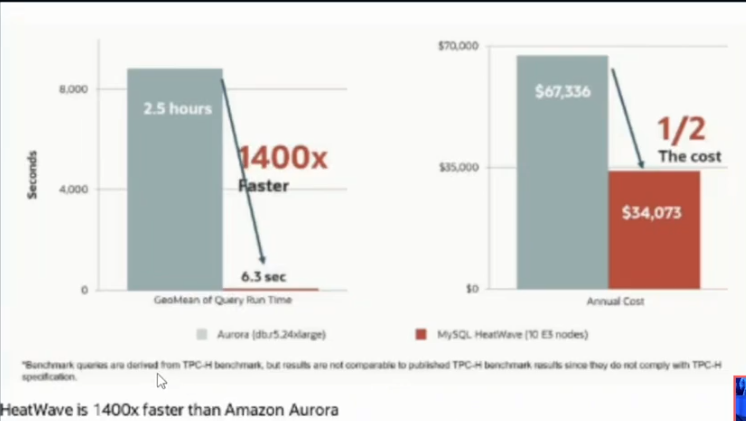 $70,000
8,000
2.5 hours
$67,336
1400x
Faster
1/2
The cost
Seconds
4,000
$35,000
$34,073
6.3 sec
0
$0
GeoMean of Query Run Time
Annual Cost
Aurora (db.r5.24xlarge)
MySQL HeatWave (10 E3 nodes)
*Benchmark queries are derived from TPC-H benchmark, but results are not comparable to published TPC-H benchmark results since they do not comply with TPC-H
specification.
HeatWave is 1400x faster than Amazon Aurora